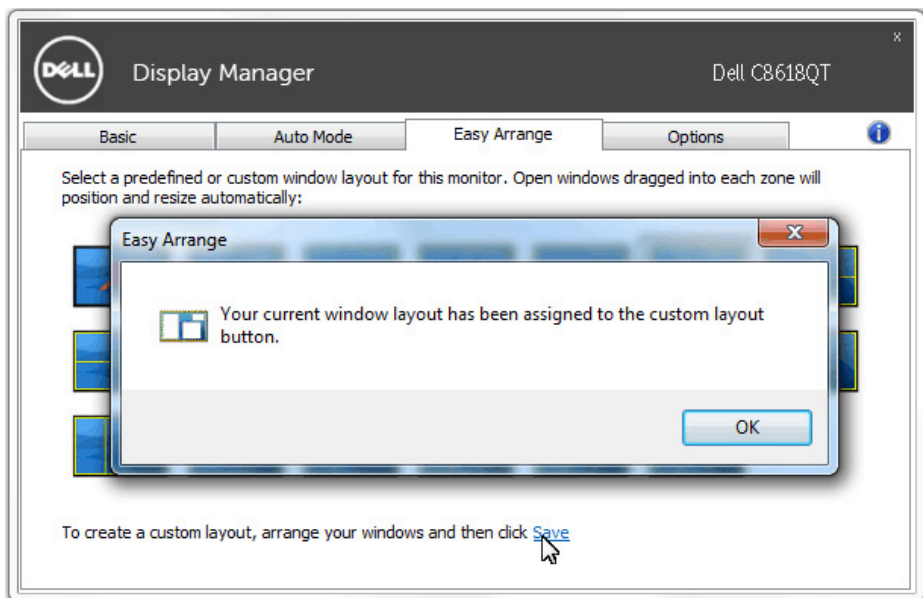 DELL
Display Manager
Dell C8618QT
x
Basic
Auto Mode
Easy Arrange
Options
i
Select a predefined or custom window layout for this monitor. Open windows dragged into each zone will
position and resize automatically:
Easy Arrange
X
Your current window layout has been assigned to the custom layout
button.
OK
To create a custom layout, arrange your windows and then click Save